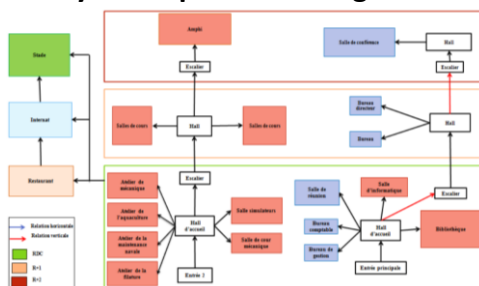 Amphi
Salle de conférence
Hall
Stade
Escalier
Escalier
Internat
Salles de cours
Hall
Salles de cours
Bureau
directeur
Bureau
Hall
Restaurant
Atelier de
mécanique
Escalier
Salle de
réunion
Salle
d'informatique
Escalier
Atelier de
l'aquaculture
Hall
d'accueil
Salle simulateurs
Atelier de
la maintenance
navale
Salle de cour
mécanique
Bureau
comptable
Hall
d'accueil
Bibliothèque
Bureau de
gestion
Atelier de
la filature
Entrée 2
Entrée principale
Relation horizontale
Relation verticale
RDC
R+1
R+2